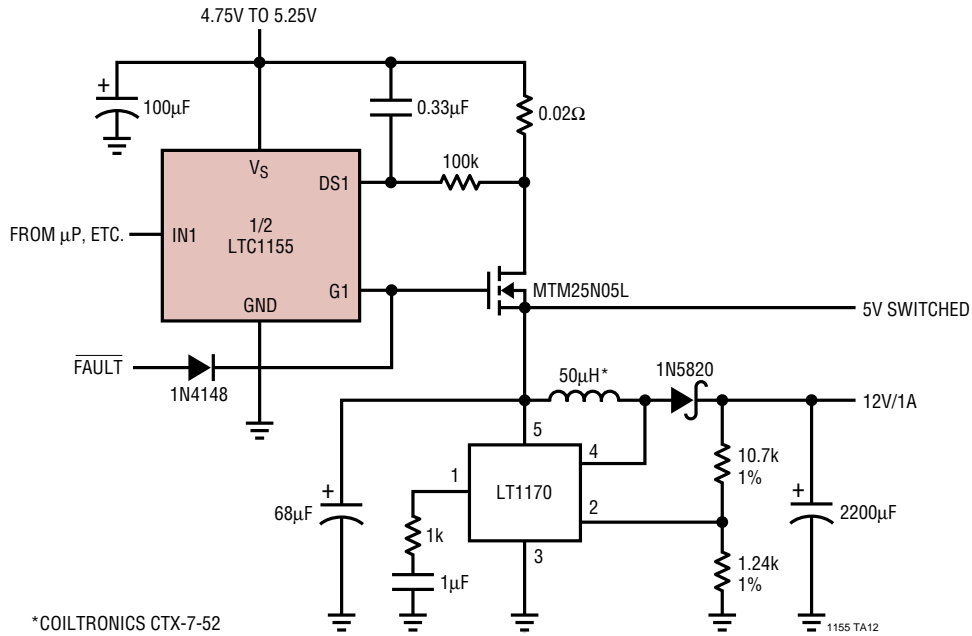 4.75V TO 5.25V
+
100µF
0.33µF
0.02Ω
100k
VS
DS1
1/2
LTC1155
FROM µP, ETC.
IN1
G1
GND
MTM25N05L
5V SWITCHED
FAULT
1N4148
50µH*
1N5820
12V/1A
5
4
1
LT1170
2
3
10.7k
1%
+
68µF
1k
1µF
+
2200µF
1.24k
1%
*COILTRONICS CTX-7-52
1155 TA12